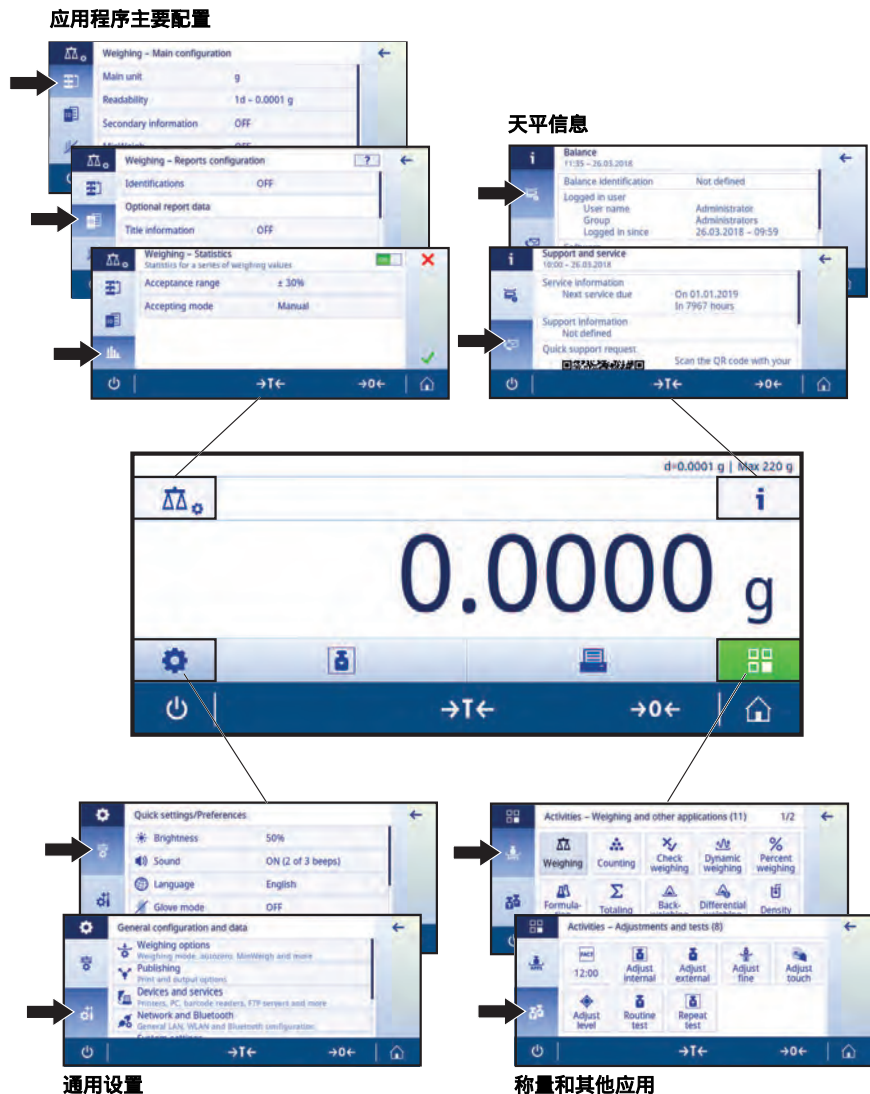 应用程序主要配置
Weighing – Main configuration
Main unit g
Readability 1d – 0.0001 g
Secondary information OFF
Weighing – Reports configuration ?
Identifications OFF
Optional report data
Title information OFF
Weighing – Statistics
Statistics for a series of weighing values
Acceptance range ± 30%
Accepting mode Manual
→T← →0←
天平信息
i Balance
11:35 – 26.03.2018
Balance Identification Not defined
Logged in user
User name Administrator
Group Administrators
Logged in since 26.03.2018 – 09:59
i Support and service
10:00 – 26.03.2018
Service information
Next service due On 01.01.2019
In 7967 hours
Support Information
Not defined
Quick support request
Scan the QR code with your
→T← →0←
d=0.0001 g | Max 220 g
i
0.0000 g
→T← →0←
Quick settings/Preferences
Brightness 50%
Sound ON (2 of 3 beeps)
Language English
Glove mode OFF
General configuration and data
Weighing options
Weighing mode, autozero, MinWeigh and more
Publishing
Print and output options
Devices and services
Printers, PC, barcode readers, FTP servers and more
Network and Bluetooth
General LAN, WLAN and Bluetooth configuration
→T← →0←
通用设置
Activities – Weighing and other applications (11) 1/2
Weighing Counting Check weighing Dynamic weighing Percent weighing
Formula- Totaling Back- Differential Density
Activities – Adjustments and tests (8)
FACT
12:00 Adjust internal Adjust external Adjust fine Adjust touch
Adjust level Routine test Repeat test
→T← →0←
称量和其他应用